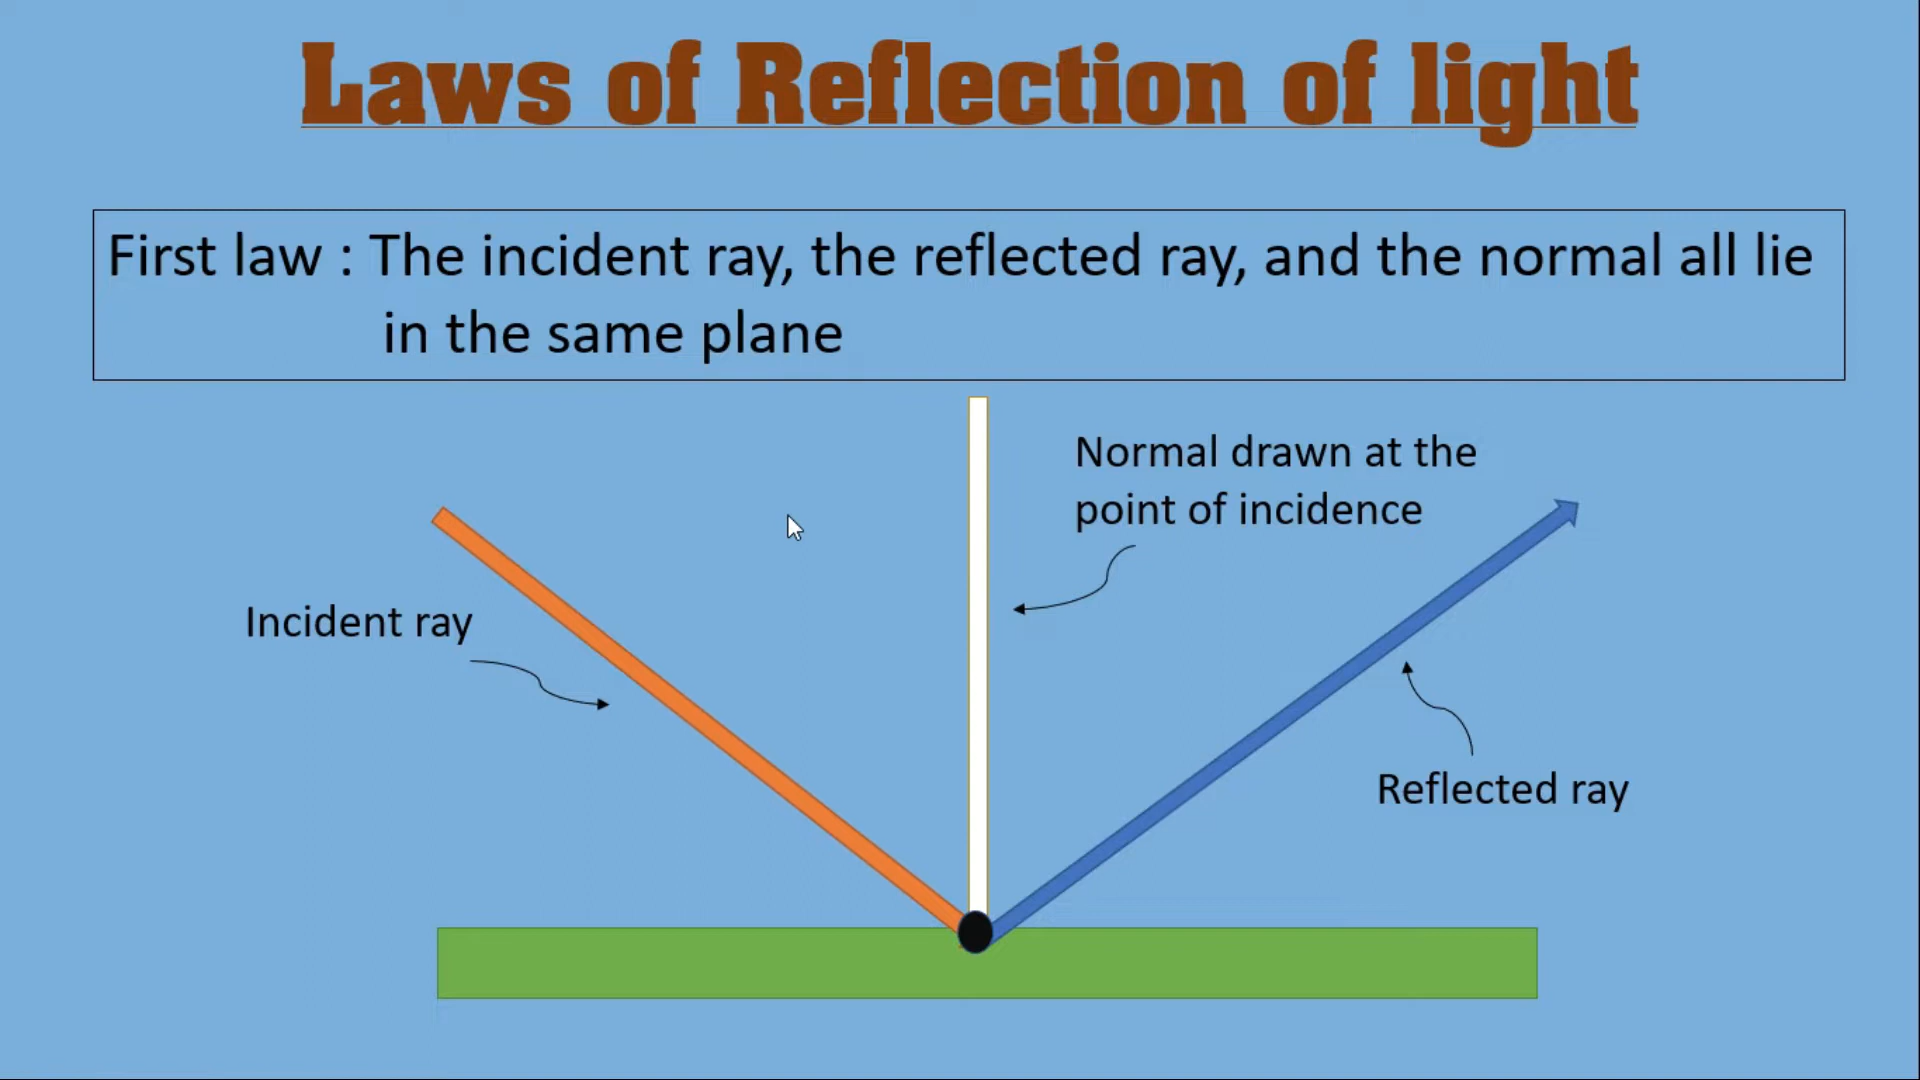 Laws of Reflection of light
First law : The incident ray, the reflected ray, and the normal all lie
in the same plane
Normal drawn at the
point of incidence
Incident ray
Reflected ray